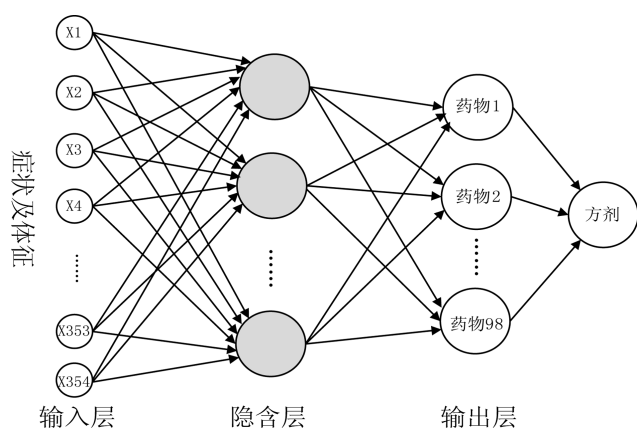 X1
X2
X3
X4
……
X353
X354
症状及体征
……
药物1
药物2
……
药物98
方剂
输入层
隐含层
输出层